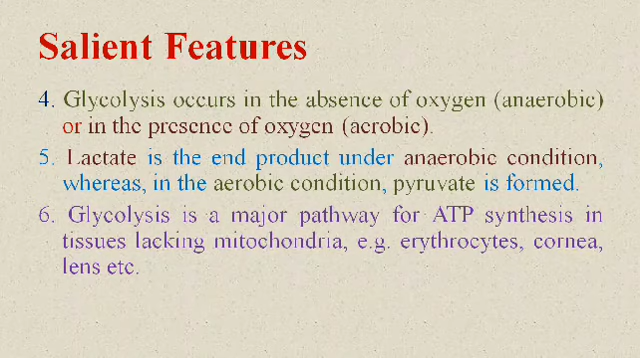 Salient Features
4. Glycolysis occurs in the absence of oxygen (anaerobic)
or in the presence of oxygen (aerobic).
5. Lactate is the end product under anaerobic condition,
whereas, in the aerobic condition, pyruvate is formed.
6. Glycolysis is a major pathway for ATP synthesis in
tissues lacking mitochondria, e.g. erythrocytes, cornea,
lens etc.